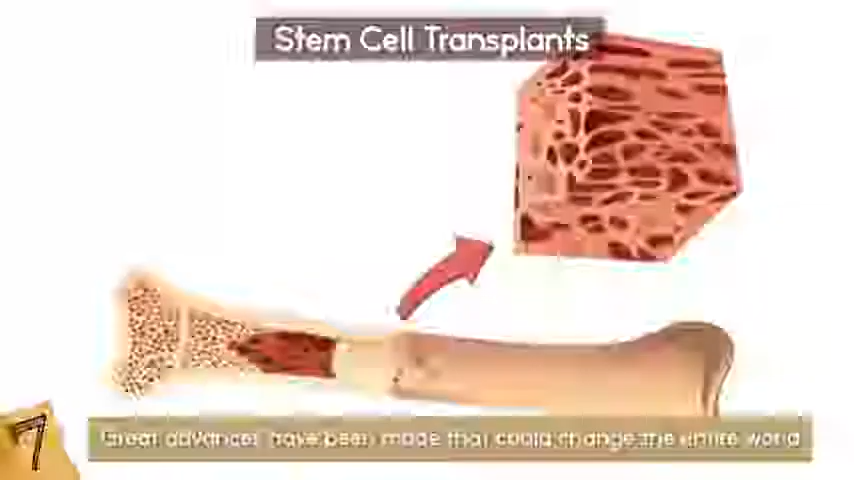 Stem Cell Transplants
7
Great advances have been made that could change the entire world